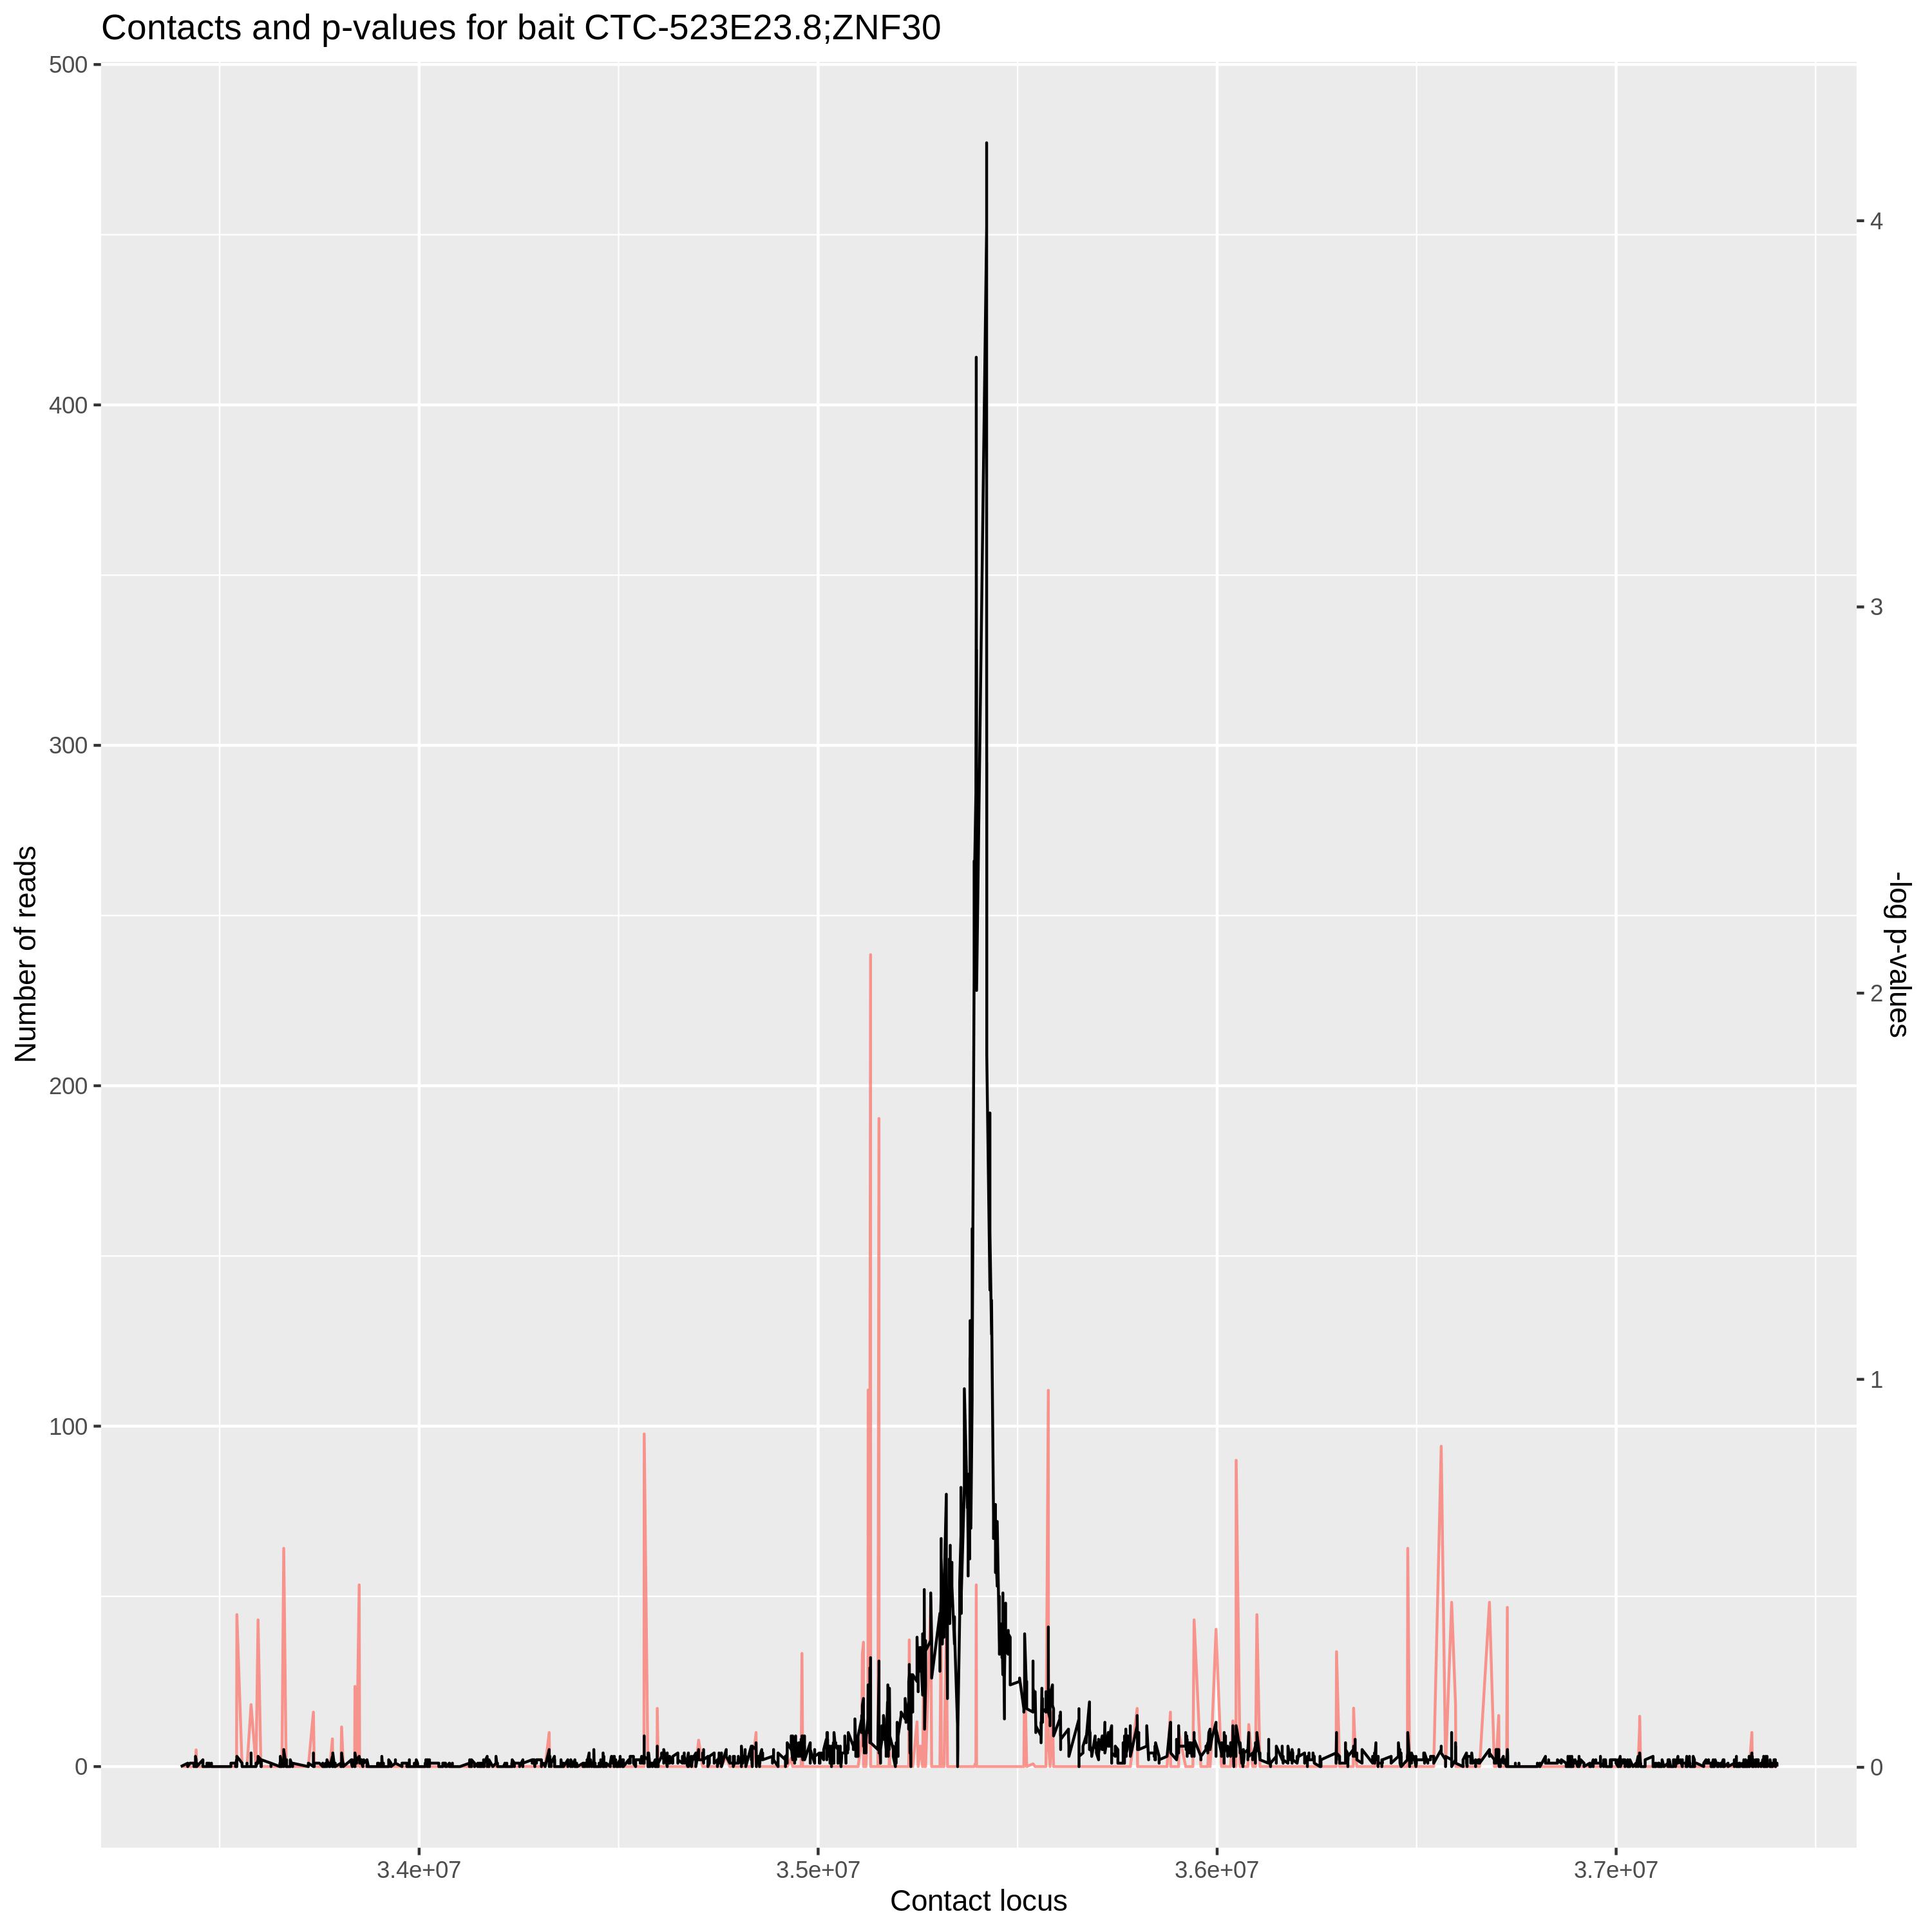 Contacts and p-values for bait CTC-523E23.8;ZNF30
500
400
300
200
100
0
Number of reads
4
3
2
1
0
-log p-values
3.4e+07
3.5e+07
3.6e+07
3.7e+07
Contact locus